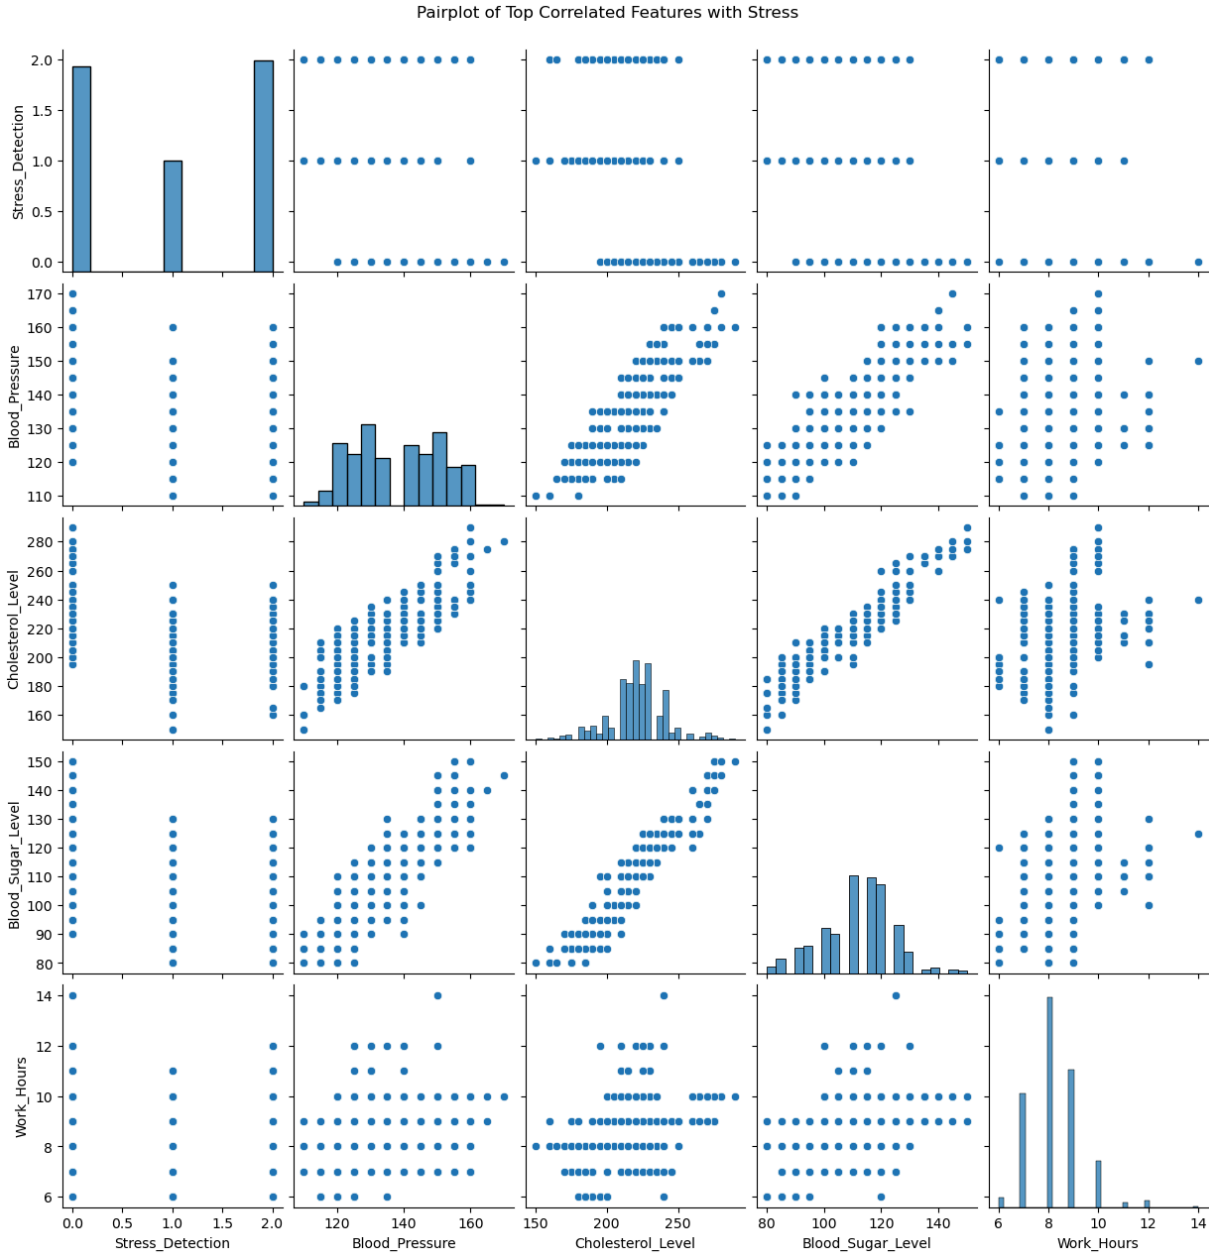 Pairplot of Top Correlated Features with Stress
2.0
1.5
1.0
0.5
0.0
Stress_Detection
170
160
150
140
130
120
110
Blood_Pressure
280
260
240
220
200
180
160
Cholesterol_Level
150
140
130
120
110
100
90
80
Blood_Sugar_Level
14
12
10
8
6
Work_Hours
0.0 0.5 1.0 1.5 2.0
Stress_Detection
120 140 160
Blood_Pressure
150 200 250
Cholesterol_Level
80 100 120 140
Blood_Sugar_Level
6 8 10 12 14
Work_Hours